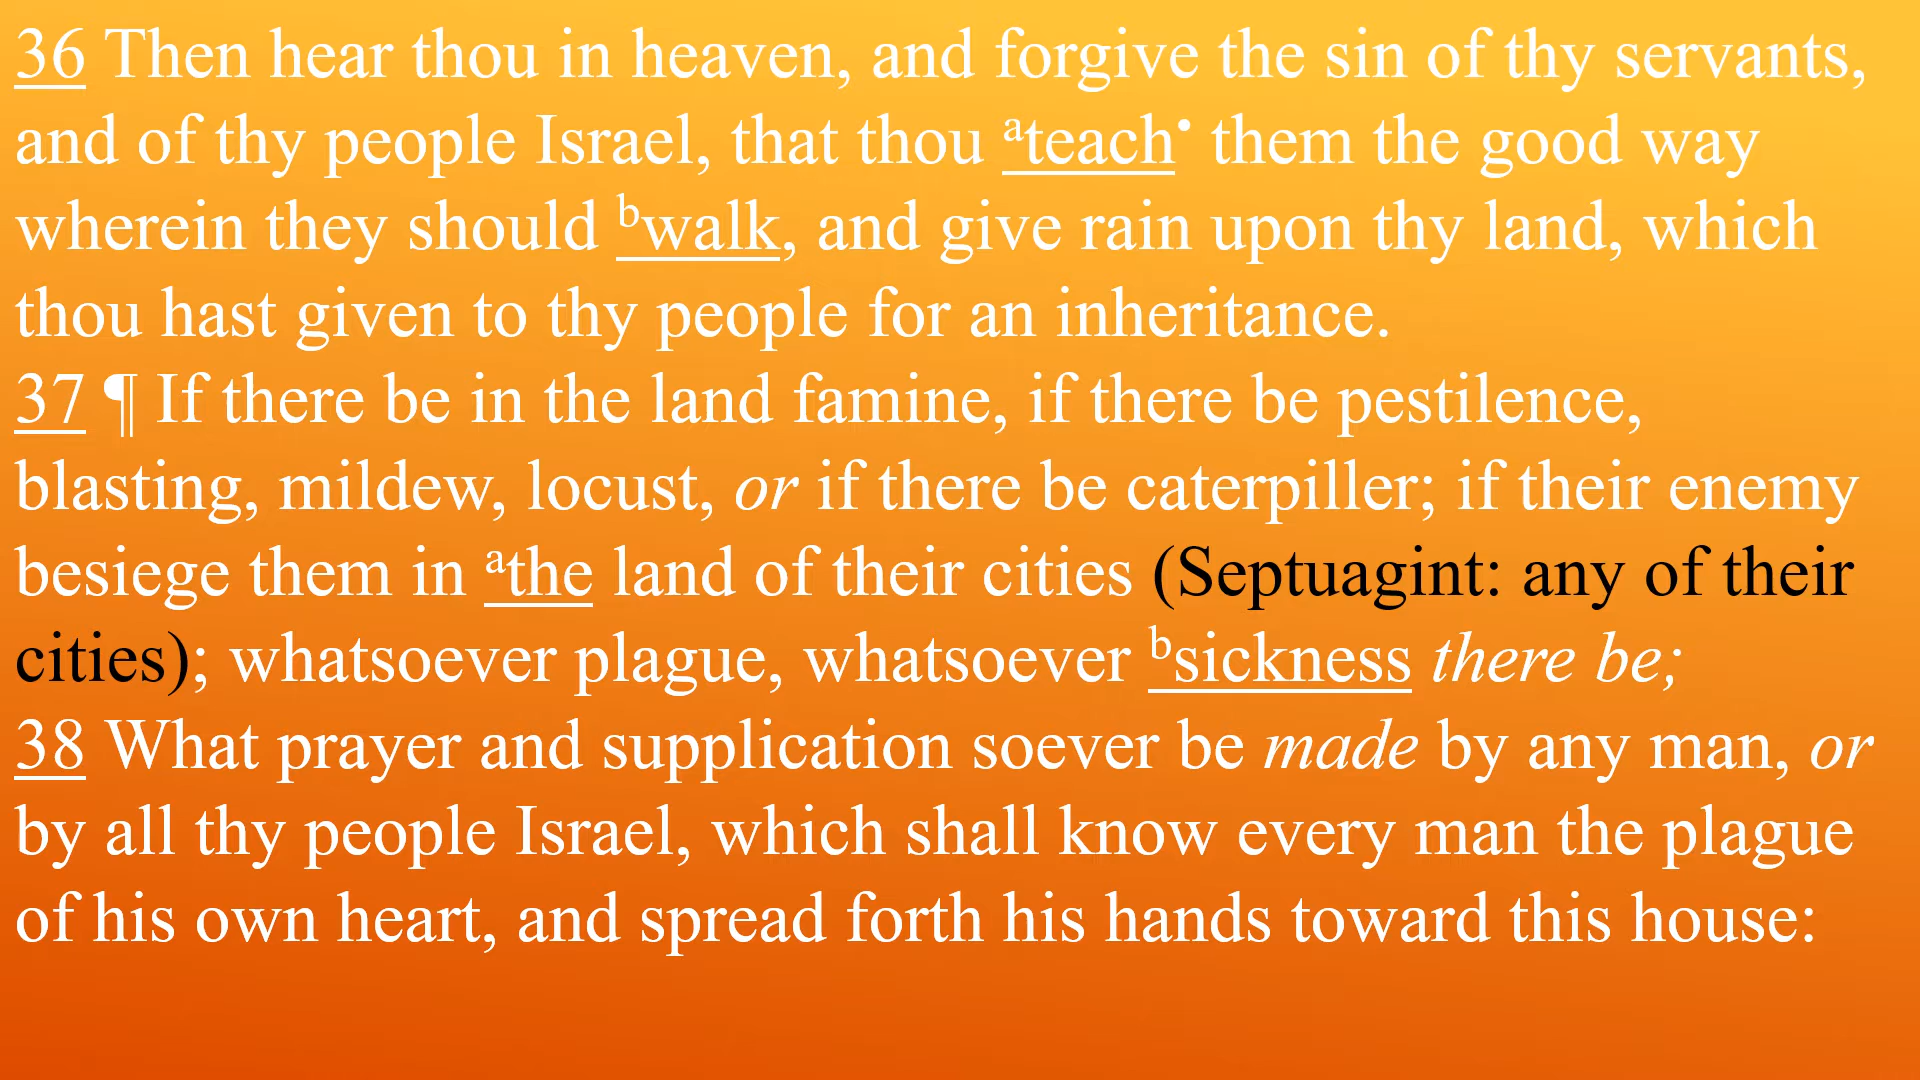 36 Then hear thou in heaven, and forgive the sin of thy servants,
and of thy people Israel, that thou ᵃteach• them the good way
wherein they should ᵇwalk, and give rain upon thy land, which
thou hast given to thy people for an inheritance.
37 ¶ If there be in the land famine, if there be pestilence,
blasting, mildew, locust, or if there be caterpiller; if their enemy
besiege them in ᵃthe land of their cities (Septuagint: any of their
cities); whatsoever plague, whatsoever ᵇsickness there be;
38 What prayer and supplication soever be made by any man, or
by all thy people Israel, which shall know every man the plague
of his own heart, and spread forth his hands toward this house: